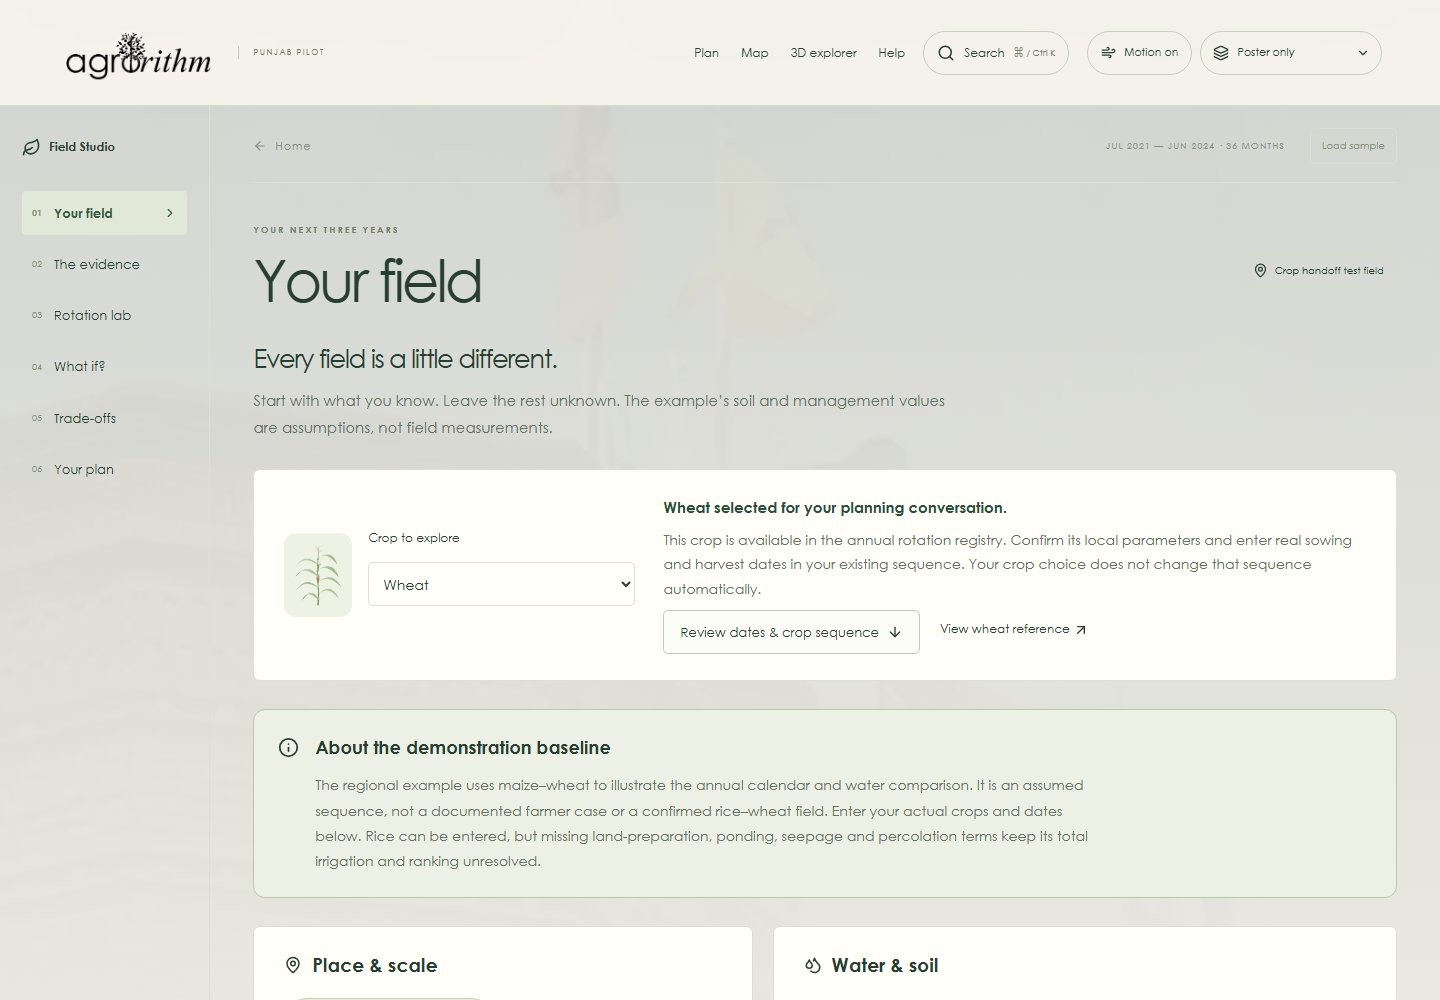 agrorithm
PUNJAB PILOT
Plan
Map
3D explorer
Help
Search ⌘ / Ctrl K
Motion on
Poster only
Field Studio
01 Your field
02 The evidence
03 Rotation lab
04 What if?
05 Trade-offs
06 Your plan
Home
JUL 2021 — JUN 2024 · 36 MONTHS
Load sample
YOUR NEXT THREE YEARS
Your field
Crop handoff test field
Every field is a little different.
Start with what you know. Leave the rest unknown. The example’s soil and management values
are assumptions, not field measurements.
Crop to explore
Wheat
Wheat selected for your planning conversation.
This crop is available in the annual rotation registry. Confirm its local parameters and enter real sowing
and harvest dates in your existing sequence. Your crop choice does not change that sequence
automatically.
Review dates & crop sequence
View wheat reference
About the demonstration baseline
The regional example uses maize–wheat to illustrate the annual calendar and water comparison. It is an assumed
sequence, not a documented farmer case or a confirmed rice–wheat field. Enter your actual crops and dates
below. Rice can be entered, but missing land-preparation, ponding, seepage and percolation terms keep its total
irrigation and ranking unresolved.
Place & scale
Water & soil